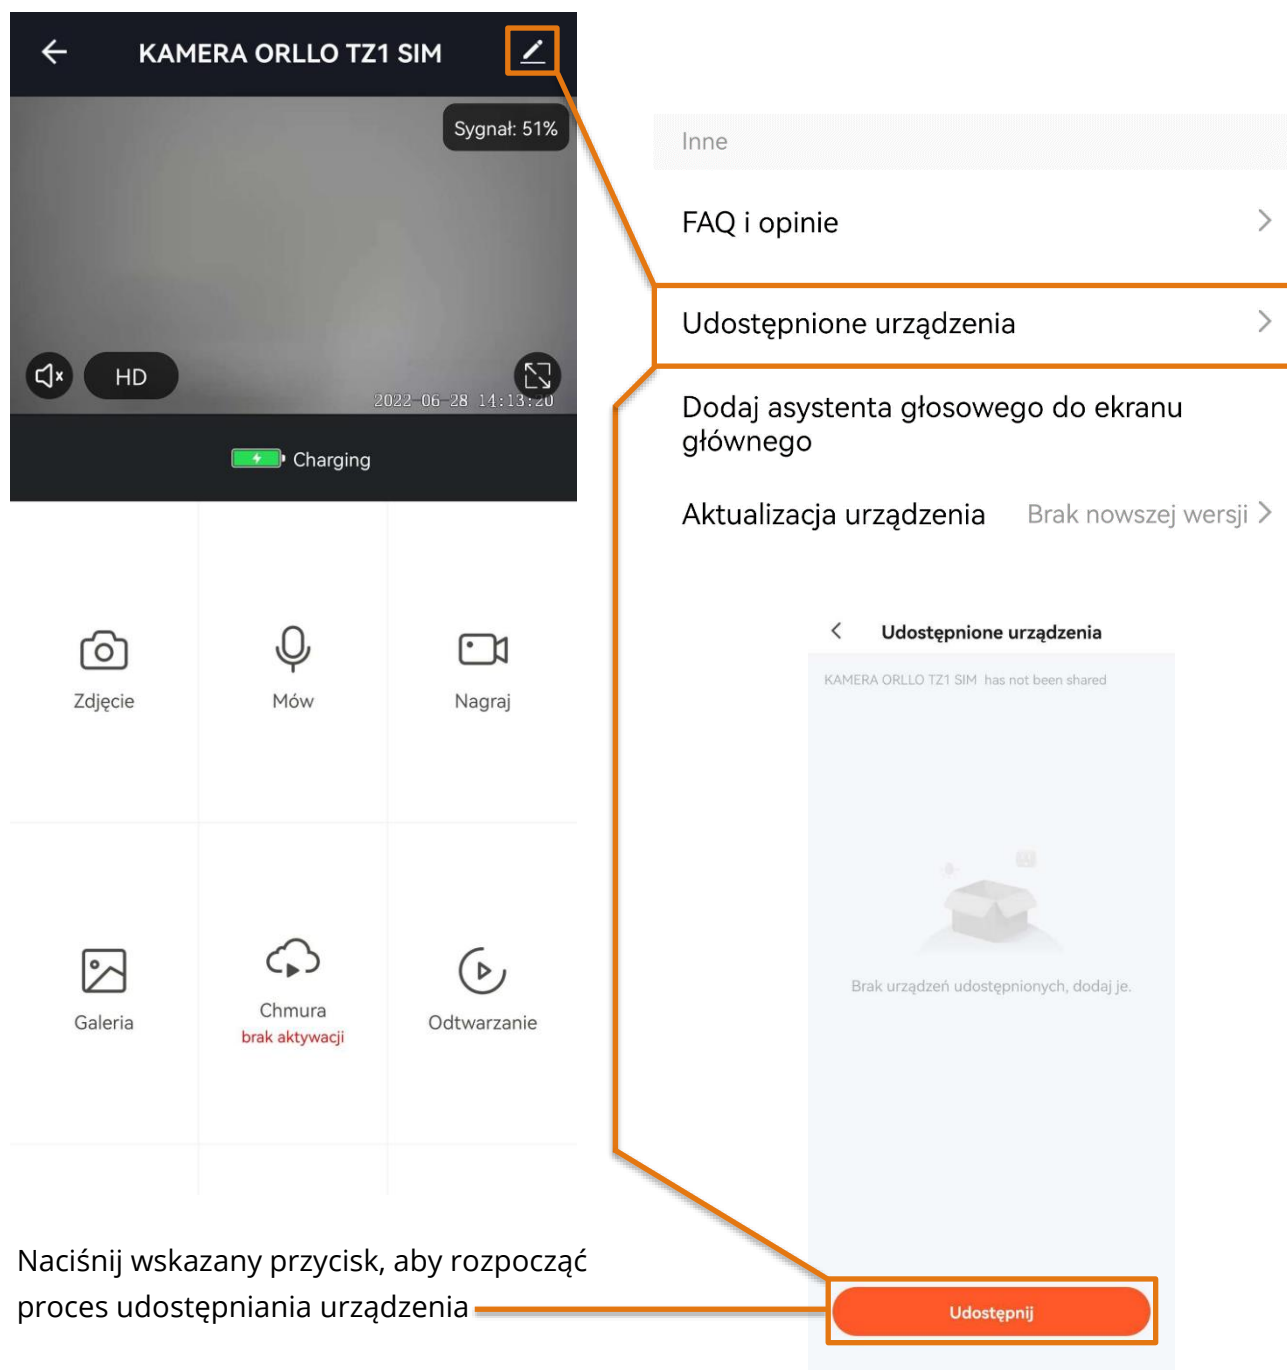 KAMERA ORLLO TZ1 SIM
Sygnał: 51%
HD
2022-06-28 14:13:20
Charging
Zdjęcie
Mów
Nagraj
Galeria
Chmura
brak aktywacji
Odtwarzanie
Naciśnij wskazany przycisk, aby rozpocząć
proces udostępniania urządzenia
Inne
FAQ i opinie
Udostępnione urządzenia
Dodaj asystenta głosowego do ekranu
głównego
Aktualizacja urządzenia Brak nowszej wersji
Udostępnione urządzenia
KAMERA ORLLO TZ1 SIM has not been shared
Brak urządzeń udostępnionych, dodaj je.
Udostępnij